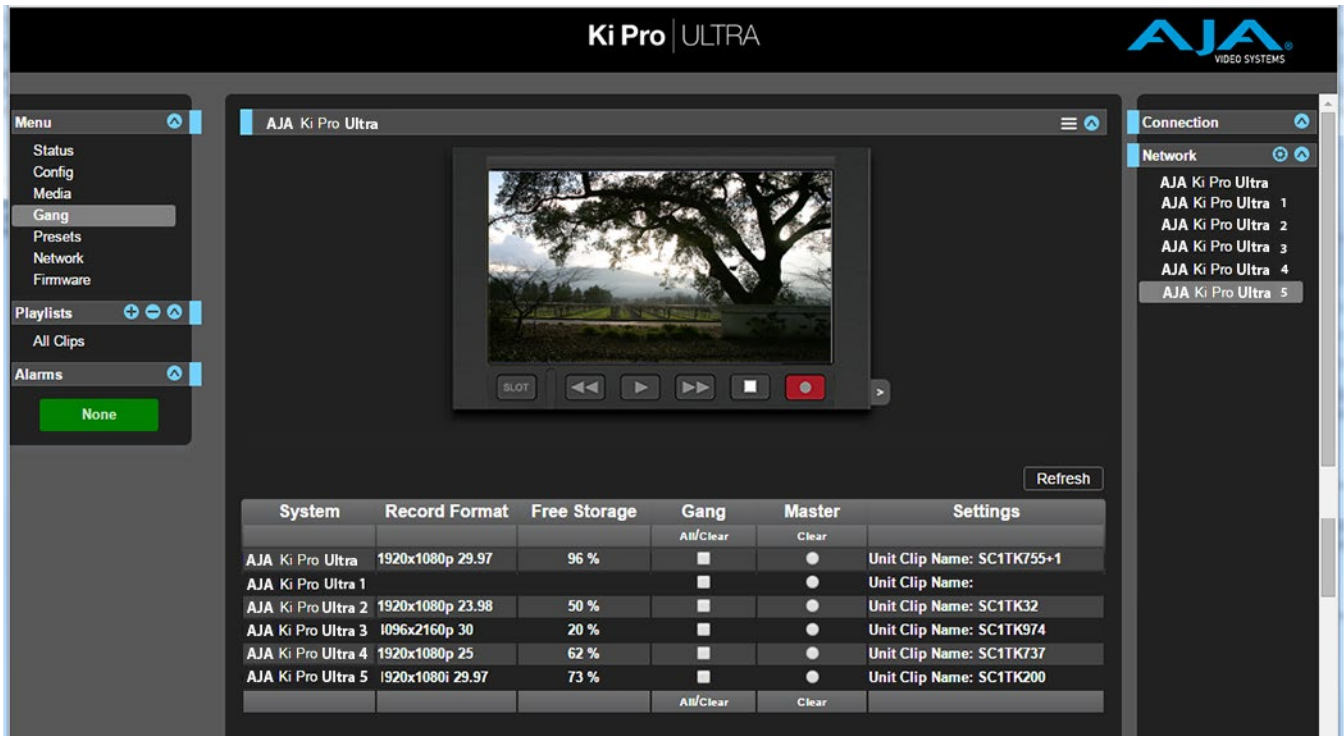 Ki Pro ULTRA
AJA
VIDEO SYSTEMS
Menu
Status
Config
Media
Gang
Presets
Network
Firmware
Playlists
All Clips
Alarms
None
AJA Ki Pro Ultra
SLOT
>
Refresh
System Record Format Free Storage Gang Master Settings
All/Clear Clear
AJA Ki Pro Ultra 1920x1080p 29.97 96 % Unit Clip Name: SC1TK755+1
AJA Ki Pro Ultra 1 Unit Clip Name:
AJA Ki Pro Ultra 2 1920x1080p 23.98 50 % Unit Clip Name: SC1TK32
AJA Ki Pro Ultra 3 4096x2160p 30 20 % Unit Clip Name: SC1TK974
AJA Ki Pro Ultra 4 1920x1080p 25 62 % Unit Clip Name: SC1TK737
AJA Ki Pro Ultra 5 1920x1080i 29.97 73 % Unit Clip Name: SC1TK200
All/Clear Clear
Connection
Network
AJA Ki Pro Ultra
AJA Ki Pro Ultra 1
AJA Ki Pro Ultra 2
AJA Ki Pro Ultra 3
AJA Ki Pro Ultra 4
AJA Ki Pro Ultra 5